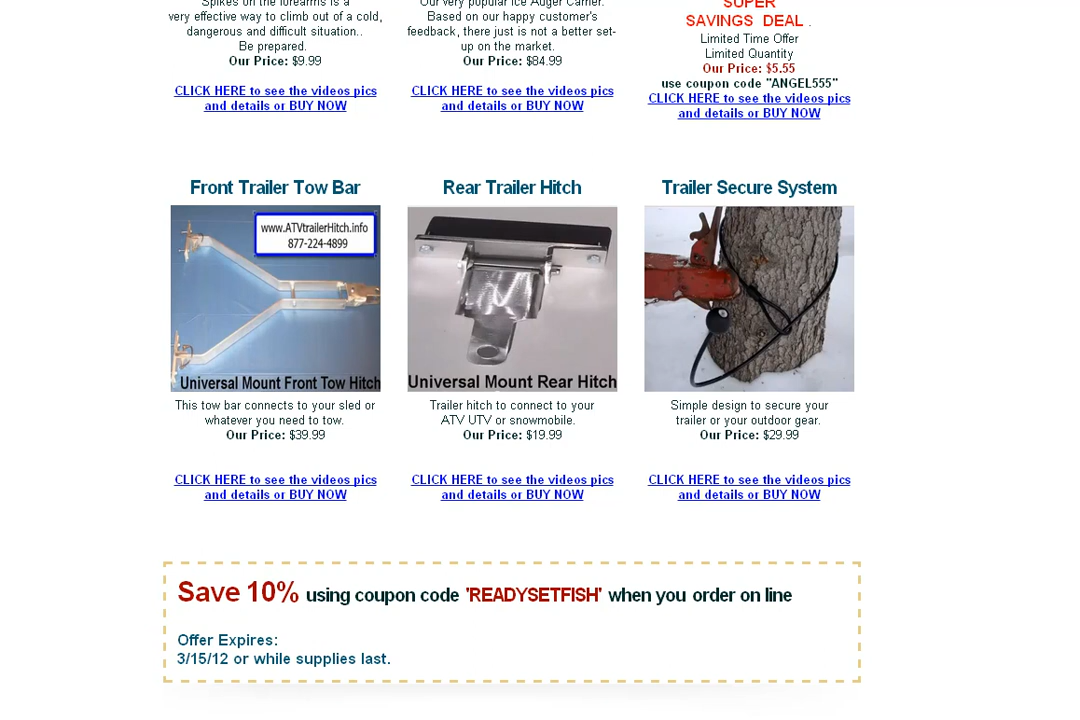 Spikes on the forearms is a
very effective way to climb out of a cold,
dangerous and difficult situation..
Be prepared.
Our Price: $9.99
CLICK HERE to see the videos pics
and details or BUY NOW
Our very popular Ice Auger Carrier.
Based on our happy customer's
feedback, there just is not a better set-
up on the market.
Our Price: $84.99
CLICK HERE to see the videos pics
and details or BUY NOW
SUPER
SAVINGS DEAL .
Limited Time Offer
Limited Quantity
Our Price: $5.55
use coupon code "ANGEL555"
CLICK HERE to see the videos pics
and details or BUY NOW
Front Trailer Tow Bar
www.ATVtrailerHitch.info
877-224-4899
Universal Mount Front Tow Hitch
This tow bar connects to your sled or
whatever you need to tow.
Our Price: $39.99
CLICK HERE to see the videos pics
and details or BUY NOW
Rear Trailer Hitch
Universal Mount Rear Hitch
Trailer hitch to connect to your
ATV UTV or snowmobile.
Our Price: $19.99
CLICK HERE to see the videos pics
and details or BUY NOW
Trailer Secure System
Simple design to secure your
trailer or your outdoor gear.
Our Price: $29.99
CLICK HERE to see the videos pics
and details or BUY NOW
Save 10% using coupon code 'READYSETFISH' when you order on line
Offer Expires:
3/15/12 or while supplies last.